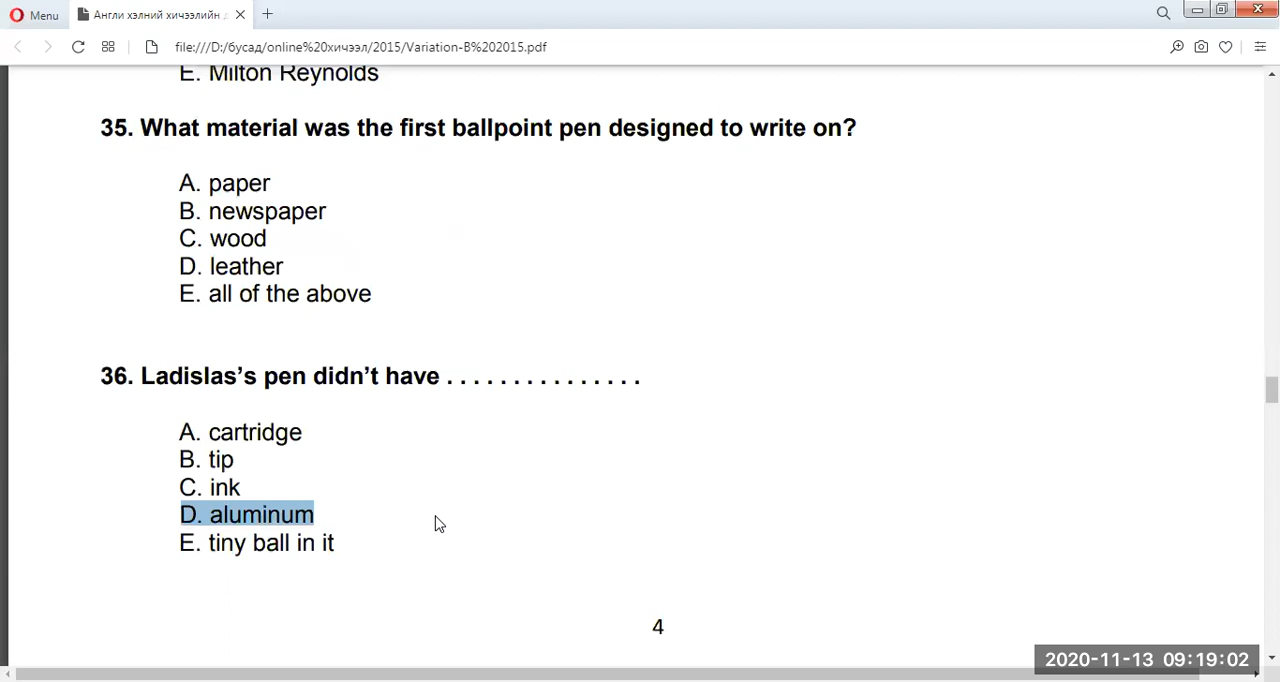 Menu
Англи хэлний хичээлийн
file:///D:/бусад/online%20хичээл/2015/Variation-B%202015.pdf
E. Milton Reynolds
35. What material was the first ballpoint pen designed to write on?
A. paper
B. newspaper
C. wood
D. leather
E. all of the above
36. Ladislas’s pen didn’t have . . . . . . . . . . . . . . .
A. cartridge
B. tip
C. ink
D. aluminum
E. tiny ball in it
4
2020-11-13 09:19:02